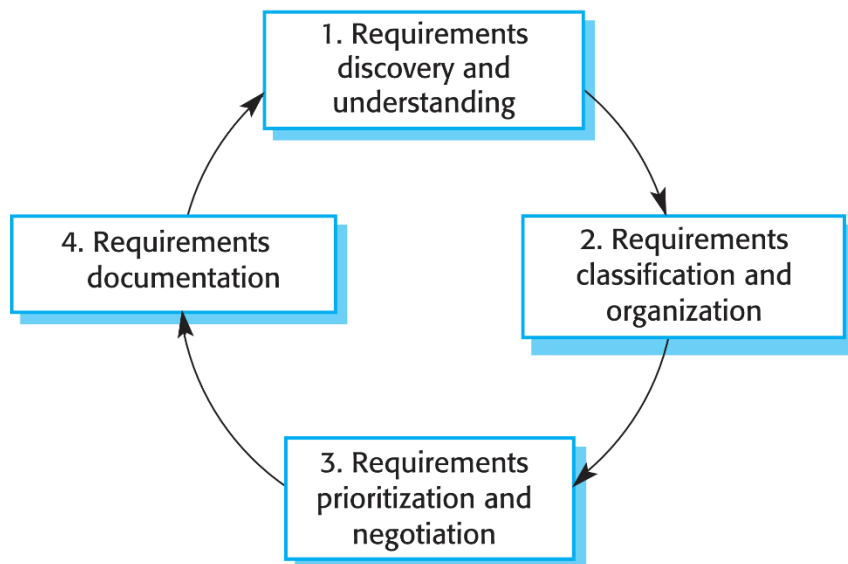 1. Requirements
discovery and
understanding
2. Requirements
classification and
organization
3. Requirements
prioritization and
negotiation
4. Requirements
documentation